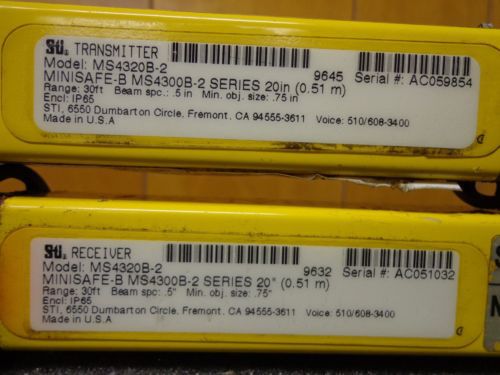 STI. TRANSMITTER
Model: MS4320B-2 9645 Serial #: AC059854
MINISAFE-B MS4300B-2 SERIES 20in (0.51 m)
Range: 30ft Beam spc.: .5 in Min. obj. size: .75 in
Encl: IP65
STI, 6550 Dumbarton Circle, Fremont, CA 94555-3611 Voice: 510/608-3400
Made in U.S.A
STI. RECEIVER
Model: MS4320B-2 9632 Serial #: AC051032
MINISAFE-B MS4300B-2 SERIES 20" (0.51 m)
Range: 30ft Beam spc: .5" Min. obj. size: .75"
Encl: IP65
STI, 6550 Dumbarton Circle, Fremont, CA 94555-3611 Voice: 510/608-3400
Made in U.S.A